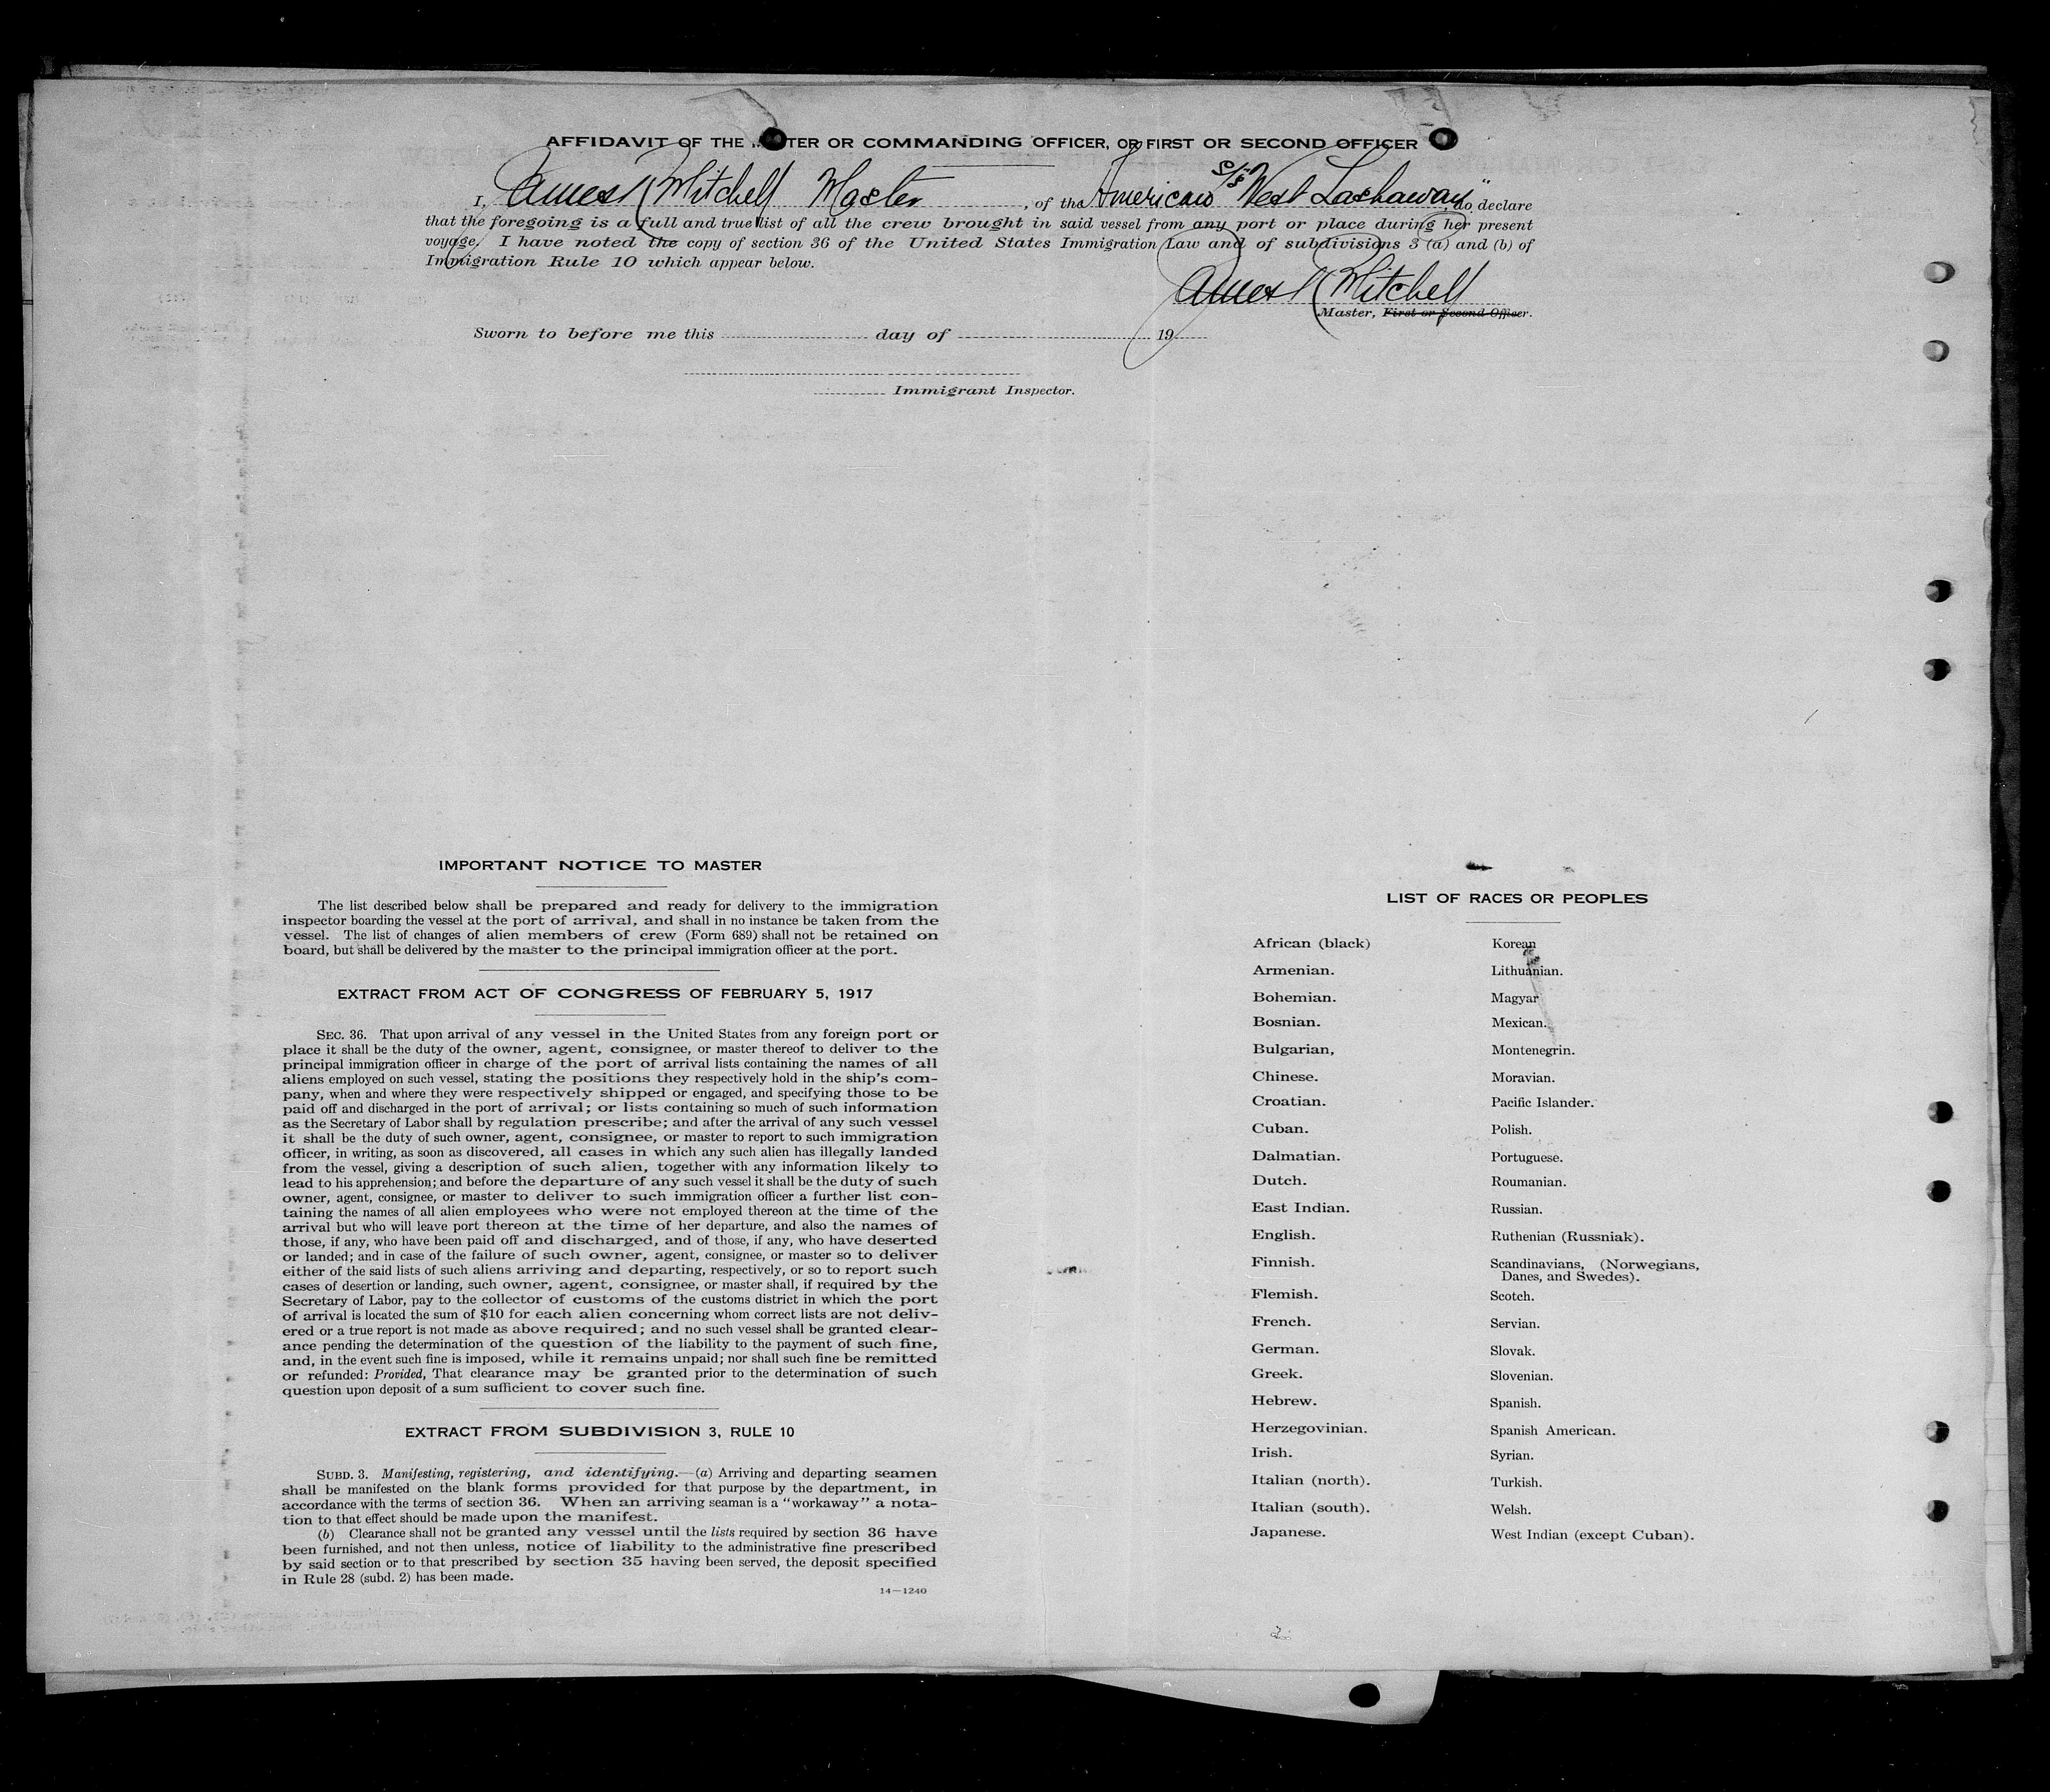 AFFIDAVIT OF THE TER OR COMMANDING OFFICER, OR FIRST OR SECOND OFFICER
I, James Mitchell Master, of the American S/S "West Lashaway", do declare
that the foregoing is a full and true list of all the crew brought in said vessel from any port or place during her present
voyage. I have noted the copy of section 36 of the United States Immigration Law and of subdivisions 3 (a) and (b) of
Immigration Rule 10 which appear below.
James Mitchell
Master, First or Second Officer.
Sworn to before me this day of 19
Immigrant Inspector.
IMPORTANT NOTICE TO MASTER
The list described below shall be prepared and ready for delivery to the immigration
inspector boarding the vessel at the port of arrival, and shall in no instance be taken from the
vessel. The list of changes of alien members of crew (Form 689) shall not be retained on
board, but shall be delivered by the master to the principal immigration officer at the port.
EXTRACT FROM ACT OF CONGRESS OF FEBRUARY 5, 1917
SEC. 36. That upon arrival of any vessel in the United States from any foreign port or
place it shall be the duty of the owner, agent, consignee, or master thereof to deliver to the
principal immigration officer in charge of the port of arrival lists containing the names of all
aliens employed on such vessel, stating the positions they respectively hold in the ship's com-
pany, when and where they were respectively shipped or engaged, and specifying those to be
paid off and discharged in the port of arrival; or lists containing so much of such information
as the Secretary of Labor shall by regulation prescribe; and after the arrival of any such vessel
it shall be the duty of such owner, agent, consignee, or master to report to such immigration
officer, in writing, as soon as discovered, all cases in which any such alien has illegally landed
from the vessel, giving a description of such alien, together with any information likely to
lead to his apprehension; and before the departure of any such vessel it shall be the duty of such
owner, agent, consignee, or master to deliver to such immigration officer a further list con-
taining the names of all alien employees who were not employed thereon at the time of the
arrival but who will leave port thereon at the time of her departure, and also the names of
those, if any, who have been paid off and discharged, and of those, if any, who have deserted
or landed; and in case of the failure of such owner, agent, consignee, or master so to deliver
either of the said lists of such aliens arriving and departing, respectively, or so to report such
cases of desertion or landing, such owner, agent, consignee, or master shall, if required by the
Secretary of Labor, pay to the collector of customs of the customs district in which the port
of arrival is located the sum of $10 for each alien concerning whom correct lists are not deliv-
ered or a true report is not made as above required; and no such vessel shall be granted clear-
ance pending the determination of the question of the liability to the payment of such fine,
and, in the event such fine is imposed, while it remains unpaid; nor shall such fine be remitted
or refunded: Provided, That clearance may be granted prior to the determination of such
question upon deposit of a sum sufficient to cover such fine.
EXTRACT FROM SUBDIVISION 3, RULE 10
SUBD. 3. Manifesting, registering, and identifying.—(a) Arriving and departing seamen
shall be manifested on the blank forms provided for that purpose by the department, in
accordance with the terms of section 36. When an arriving seaman is a "workaway" a nota-
tion to that effect should be made upon the manifest.
(b) Clearance shall not be granted any vessel until the lists required by section 36 have
been furnished, and not then unless, notice of liability to the administrative fine prescribed
by said section or to that prescribed by section 35 having been served, the deposit specified
in Rule 28 (subd. 2) has been made.
14—1240
LIST OF RACES OR PEOPLES
African (black)
Armenian.
Bohemian.
Bosnian.
Bulgarian,
Chinese.
Croatian.
Cuban.
Dalmatian.
Dutch.
East Indian.
English.
Finnish.
Flemish.
French.
German.
Greek.
Hebrew.
Herzegovinian.
Irish.
Italian (north).
Italian (south).
Japanese.
Korean
Lithuanian.
Magyar
Mexican.
Montenegrin.
Moravian.
Pacific Islander.
Polish.
Portuguese.
Roumanian.
Russian.
Ruthenian (Russniak).
Scandinavians, (Norwegians,
Danes, and Swedes).
Scotch.
Servian.
Slovak.
Slovenian.
Spanish.
Spanish American.
Syrian.
Turkish.
Welsh.
West Indian (except Cuban).